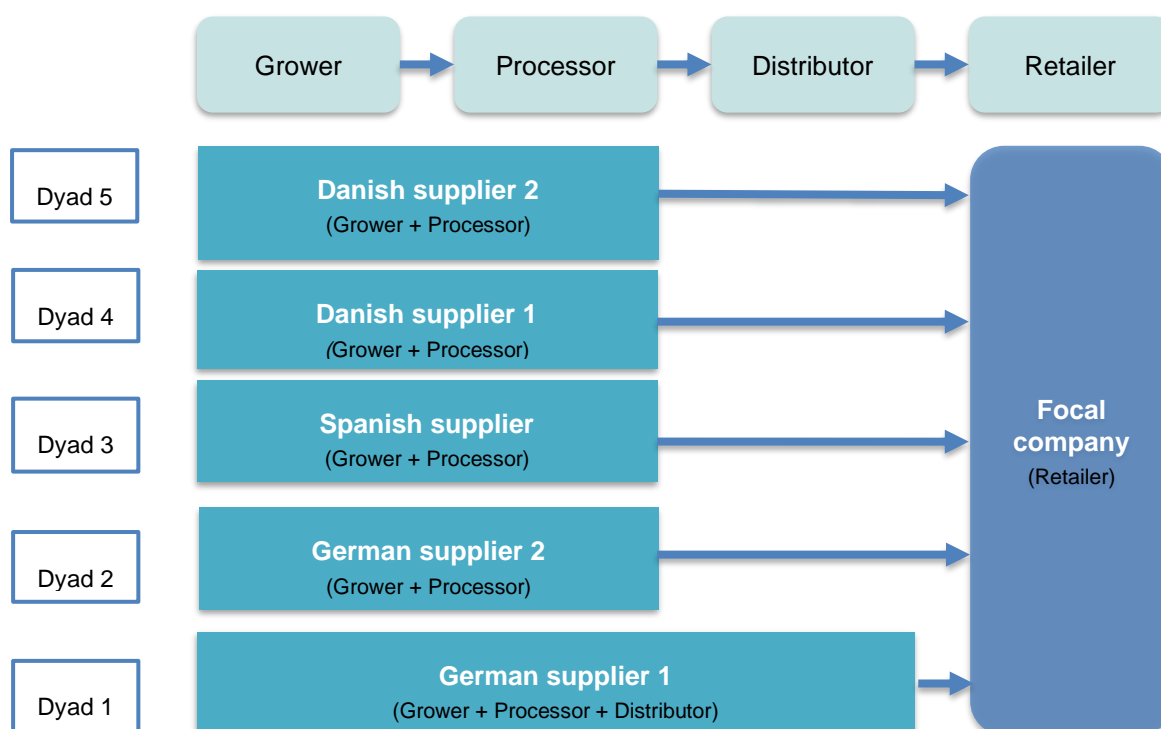 Grower
Processor
Distributor
Retailer
Dyad 5
Danish supplier 2
(Grower + Processor)
Dyad 4
Danish supplier 1
(Grower + Processor)
Dyad 3
Spanish supplier
(Grower + Processor)
Focal
company
(Retailer)
Dyad 2
German supplier 2
(Grower + Processor)
Dyad 1
German supplier 1
(Grower + Processor + Distributor)